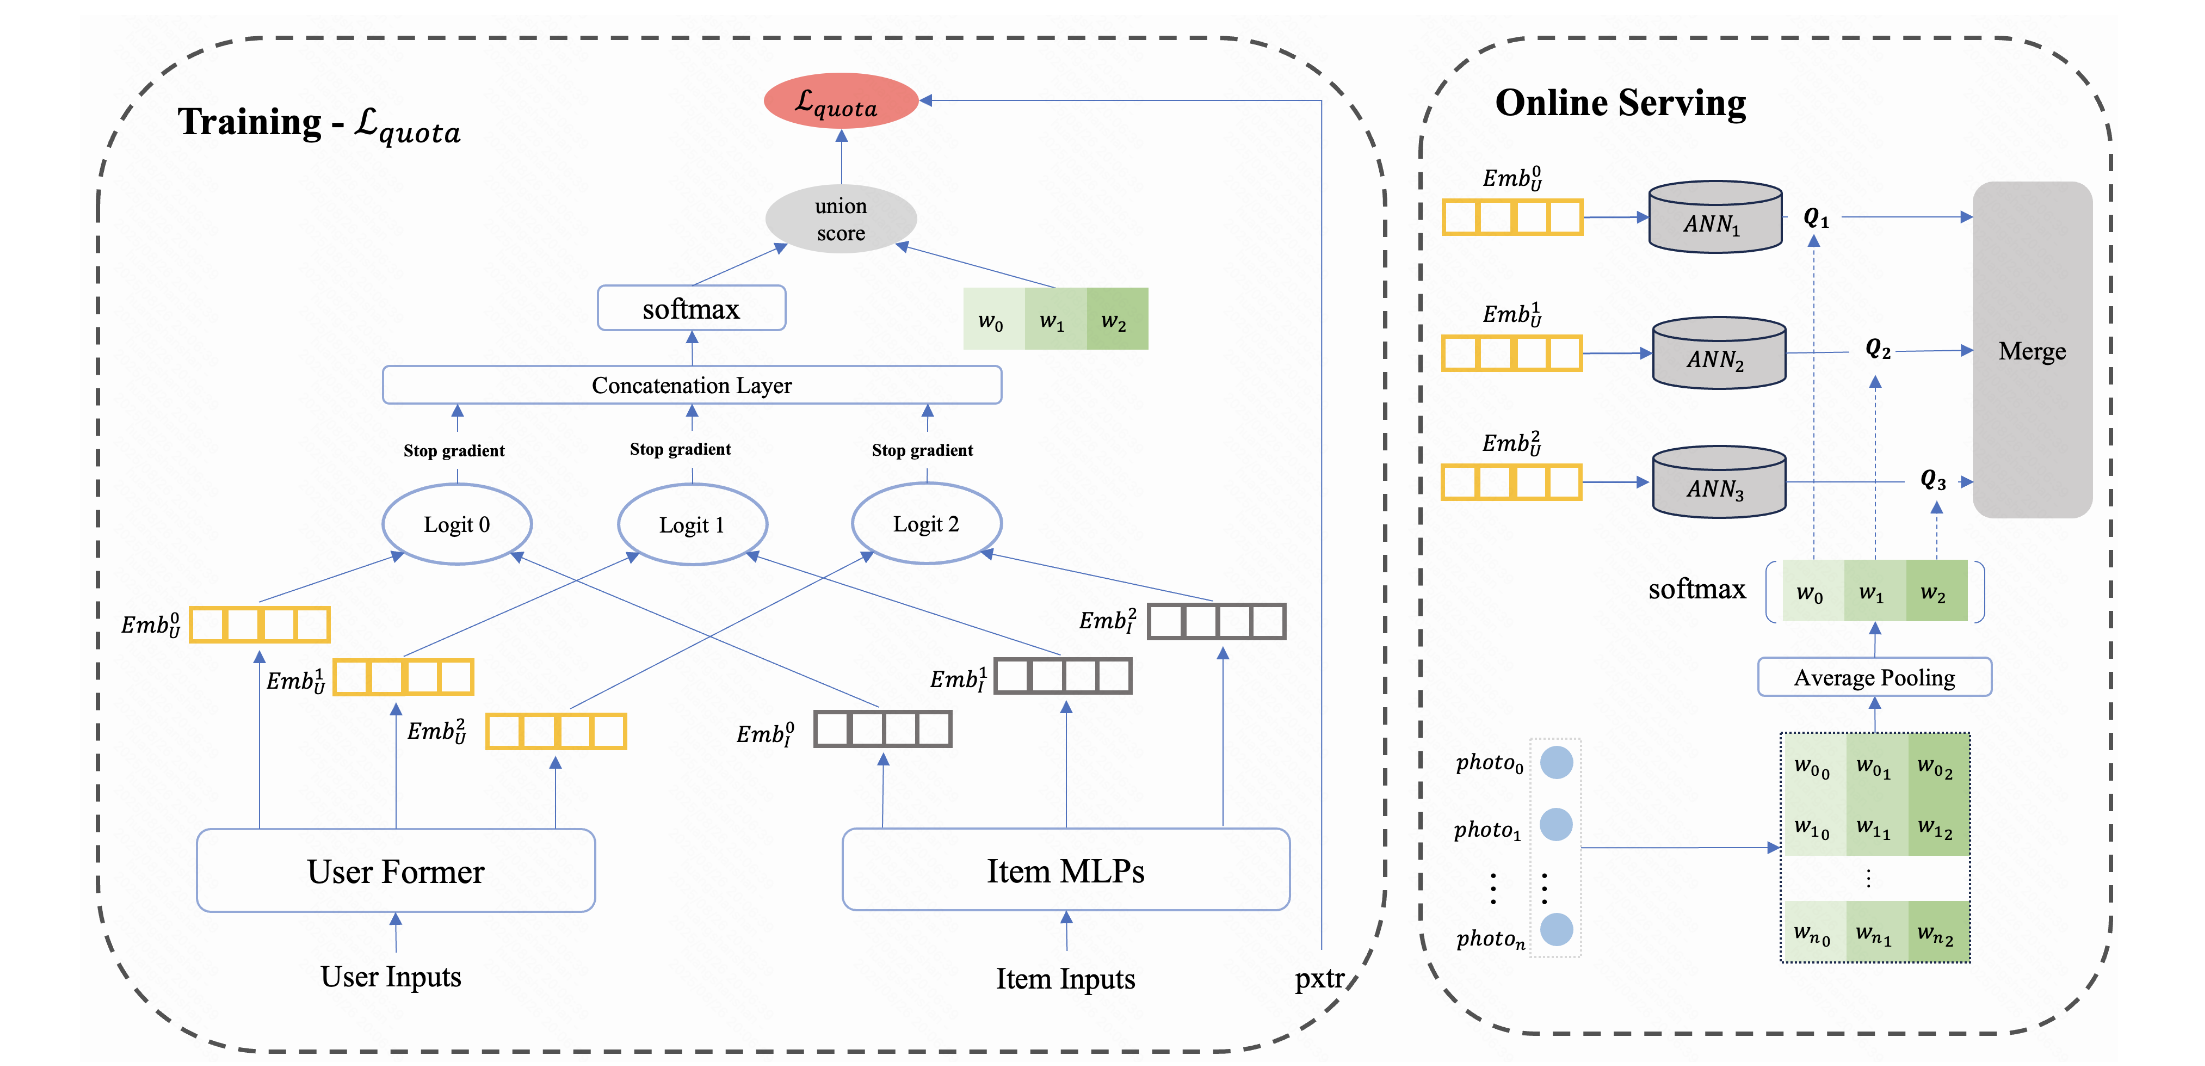 Training - ℒ_quota
ℒ_quota
union
score
softmax
w_0 w_1 w_2
Concatenation Layer
Stop gradient Stop gradient Stop gradient
Logit 0 Logit 1 Logit 2
Emb_U^0
Emb_U^1
Emb_U^2
Emb_I^2
Emb_I^1
Emb_I^0
User Former
Item MLPs
User Inputs
Item Inputs
pxtr
Online Serving
Emb_U^0
ANN_1
Q_1
Emb_U^1
ANN_2
Q_2
Merge
Emb_U^2
ANN_3
Q_3
softmax
w_0 w_1 w_2
Average Pooling
photo_0
photo_1
⋮ ⋮
photo_n
w_{0_0} w_{0_1} w_{0_2}
w_{1_0} w_{1_1} w_{1_2}
⋮
w_{n_0} w_{n_1} w_{n_2}